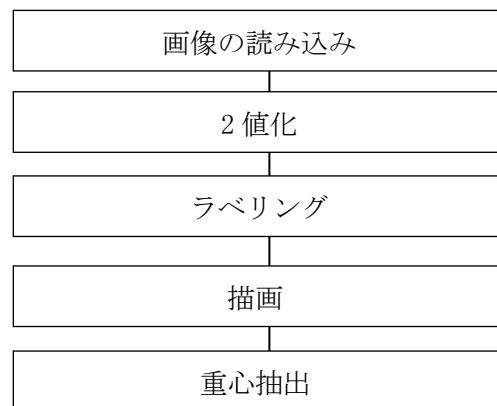 画像の読み込み
2 値化
ラベリング
描画
重心抽出